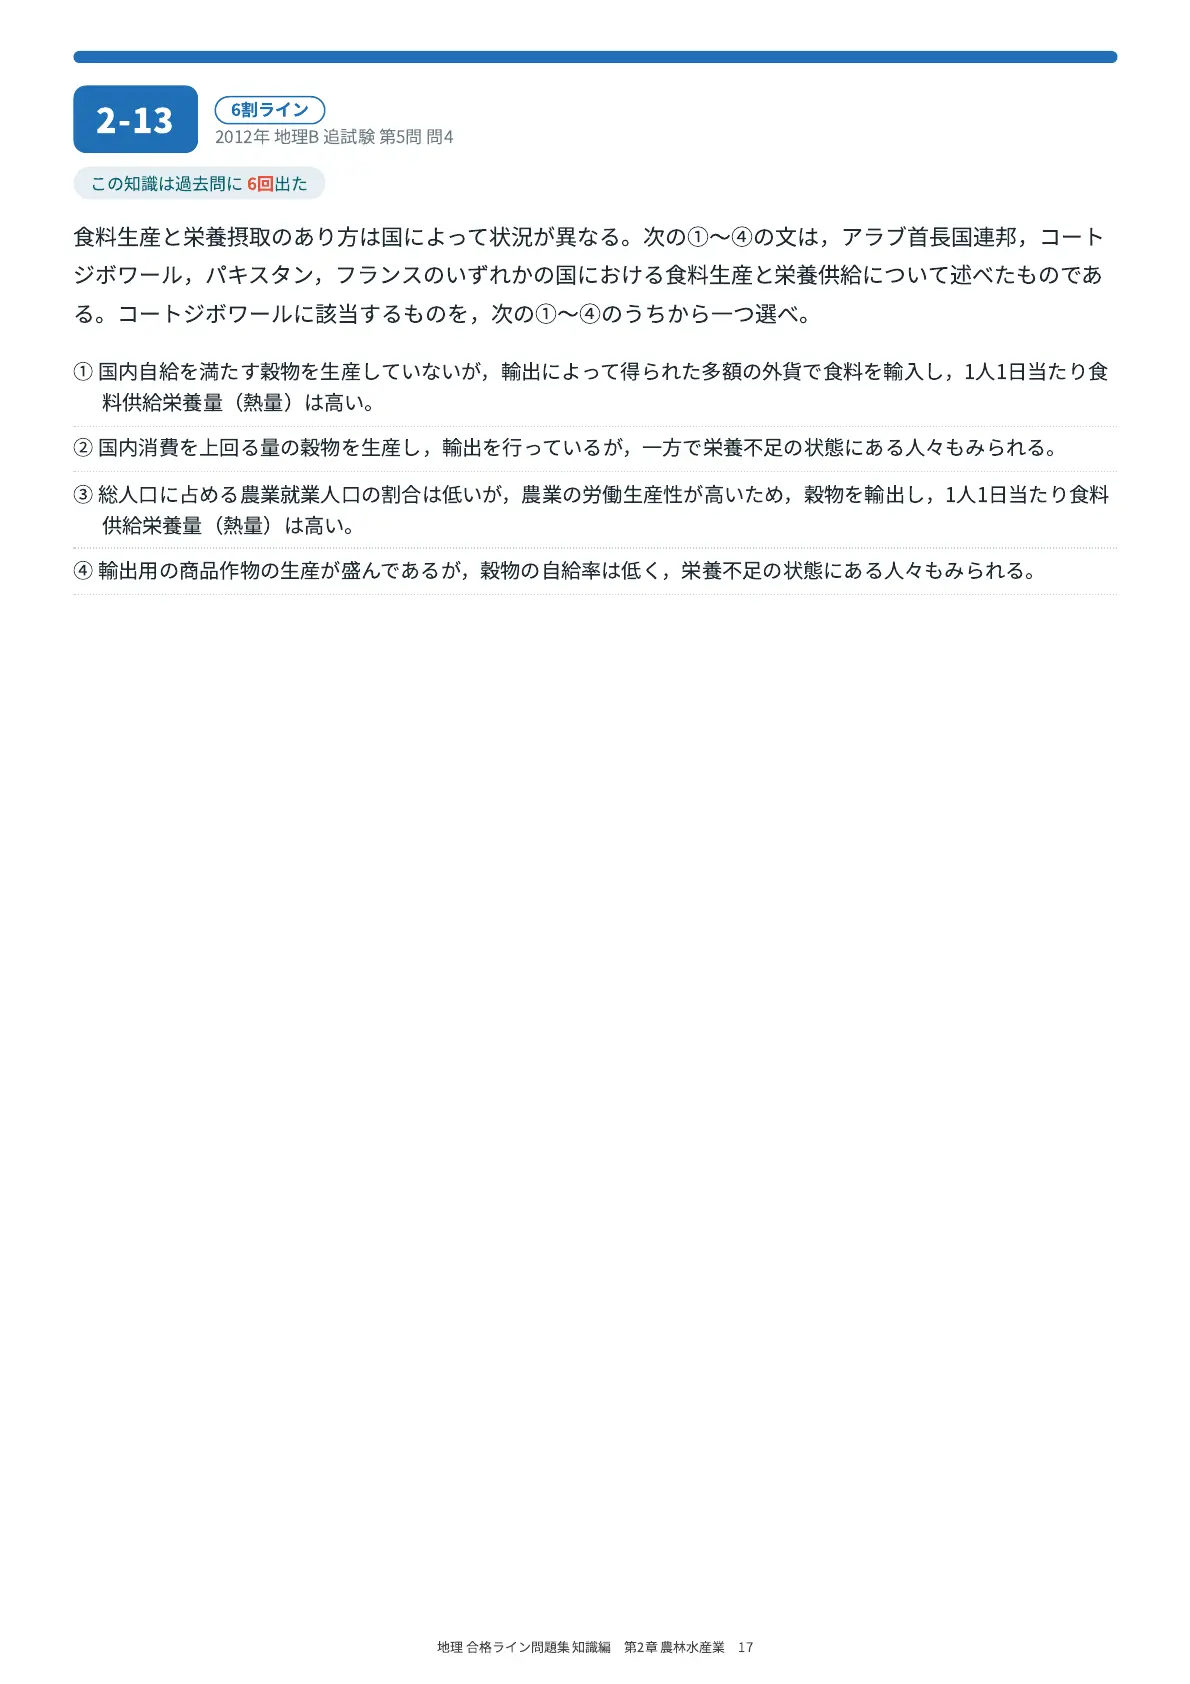 2-13
6割ライン
2012年 地理B 追試験 第5問 問4
この知識は過去問に 6回出た
食料生産と栄養摂取のあり方は国によって状況が異なる。次の①〜④の文は，アラブ首長国連邦，コート
ジボワール，パキスタン，フランスのいずれかの国における食料生産と栄養供給について述べたものであ
る。コートジボワールに該当するものを，次の①〜④のうちから一つ選べ。
① 国内自給を満たす穀物を生産していないが，輸出によって得られた多額の外貨で食料を輸入し，1人1日当たり食
料供給栄養量（熱量）は高い。
② 国内消費を上回る量の穀物を生産し，輸出を行っているが，一方で栄養不足の状態にある人々もみられる。
③ 総人口に占める農業就業人口の割合は低いが，農業の労働生産性が高いため，穀物を輸出し，1人1日当たり食料
供給栄養量（熱量）は高い。
④ 輸出用の商品作物の生産が盛んであるが，穀物の自給率は低く，栄養不足の状態にある人々もみられる。
地理 合格ライン問題集 知識編　第2章 農林水産業　17